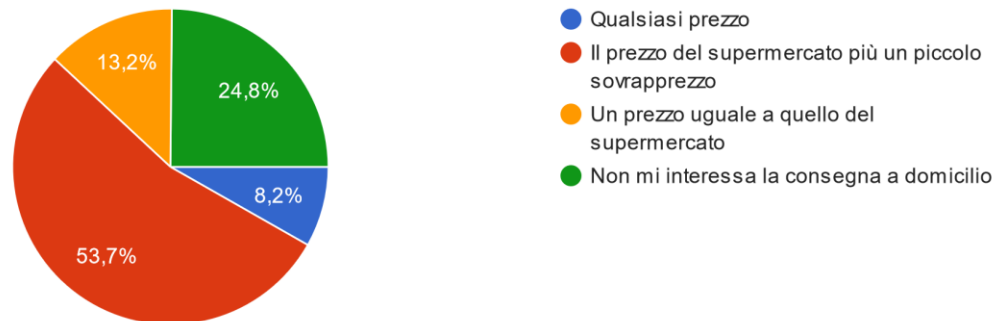 13,2%
24,8%
8,2%
53,7%
Qualsiasi prezzo
Il prezzo del supermercato più un piccolo
sovrapprezzo
Un prezzo uguale a quello del
supermercato
Non mi interessa la consegna a domicilio